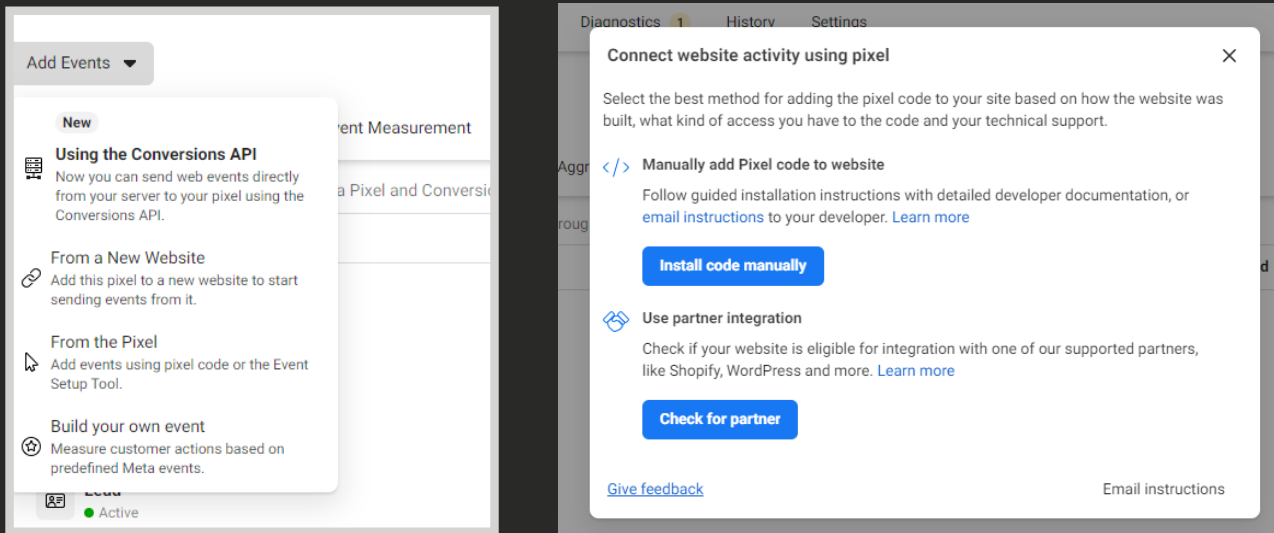 Add Events
New
Using the Conversions API
Now you can send web events directly
from your server to your pixel using the
Conversions API.
From a New Website
Add this pixel to a new website to start
sending events from it.
From the Pixel
Add events using pixel code or the Event
Setup Tool.
Build your own event
Measure customer actions based on
predefined Meta events.
Lead
Active
ent Measurement
a Pixel and Conversi
Diagnostics 1 History Settings
Aggr
roug
d
Connect website activity using pixel
Select the best method for adding the pixel code to your site based on how the website was
built, what kind of access you have to the code and your technical support.
Manually add Pixel code to website
Follow guided installation instructions with detailed developer documentation, or
email instructions to your developer. Learn more
Install code manually
Use partner integration
Check if your website is eligible for integration with one of our supported partners,
like Shopify, WordPress and more. Learn more
Check for partner
Give feedback
Email instructions